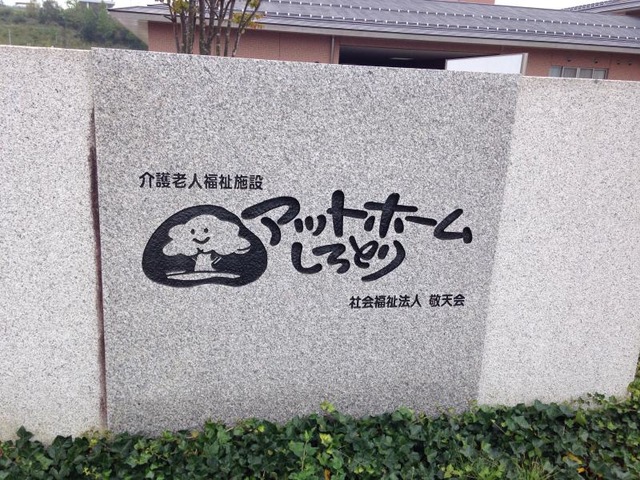 介護老人福祉施設
アットホーム
しろとり
社会福祉法人 敬天会